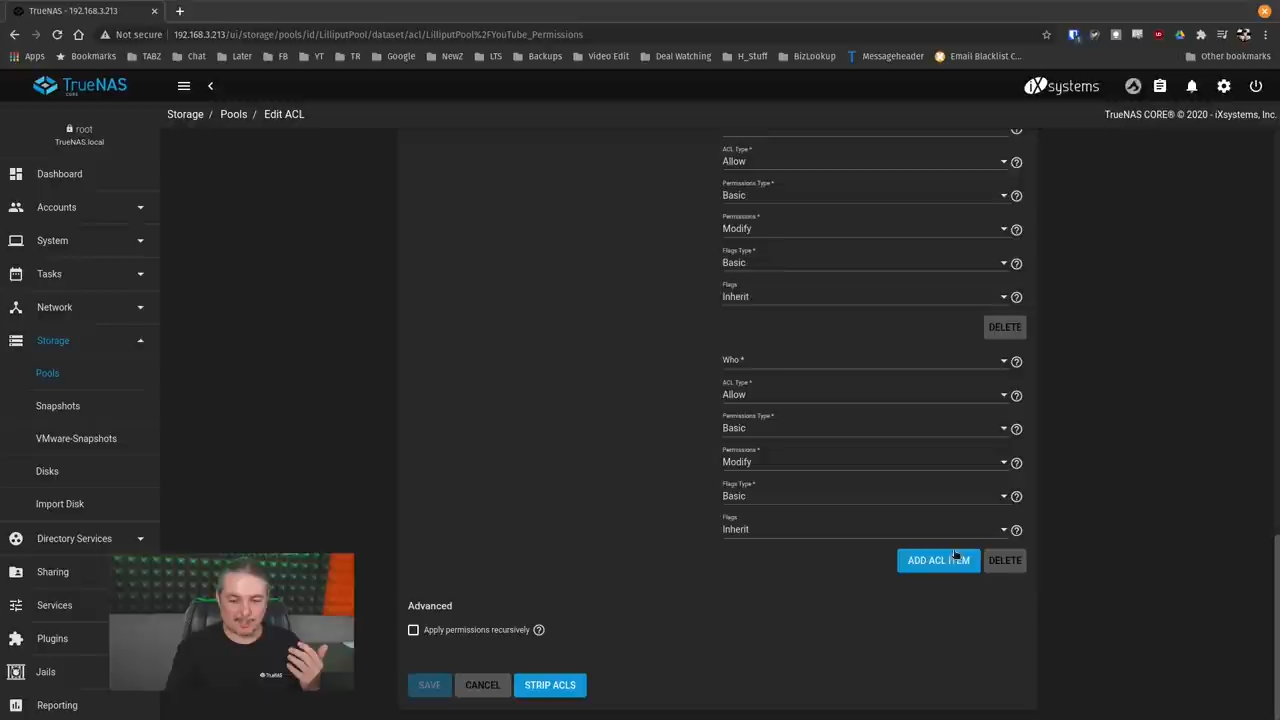 TrueNAS - 192.168.3.213
Not secure
192.168.3.213/ui/storage/pools/id/LilliputPool/dataset/acl/LilliputPool%2FYouTube_Permissions
Apps
Bookmarks
TABZ
Chat
Later
FB
YT
TR
Google
NewZ
LTS
Backups
Video Edit
Deal Watching
H_Stuff
BizLookup
Messageheader
Email Blacklist C...
Other bookmarks
TrueNAS
CORE
iXsystems
Storage / Pools / Edit ACL
TrueNAS CORE® © 2020 - iXsystems, Inc.
root
TrueNAS.local
Dashboard
Accounts
System
Tasks
Network
Storage
Pools
Snapshots
VMware-Snapshots
Disks
Import Disk
Directory Services
Sharing
Services
Plugins
Jails
Reporting
ACL Type *
Allow
Permissions Type *
Basic
Permissions *
Modify
Flags Type *
Basic
Flags
Inherit
DELETE
Who *
ACL Type *
Allow
Permissions Type *
Basic
Permissions *
Modify
Flags Type *
Basic
Flags
Inherit
ADD ACL ITEM
DELETE
Advanced
Apply permissions recursively
SAVE
CANCEL
STRIP ACLS
TrueNAS